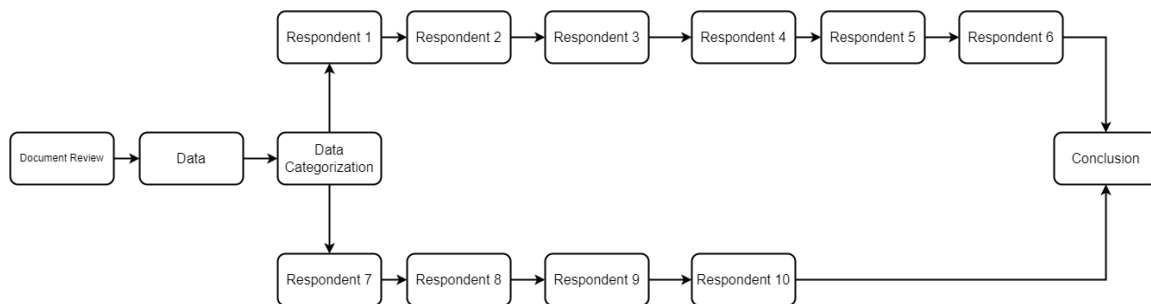 Respondent 1
Respondent 2
Respondent 3
Respondent 4
Respondent 5
Respondent 6
Document Review
Data
Data
Categorization
Conclusion
Respondent 7
Respondent 8
Respondent 9
Respondent 10